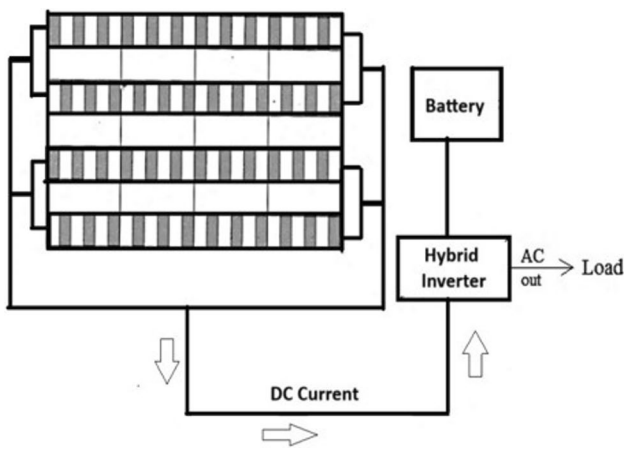 Battery
Hybrid
Inverter
AC
out
Load
DC Current